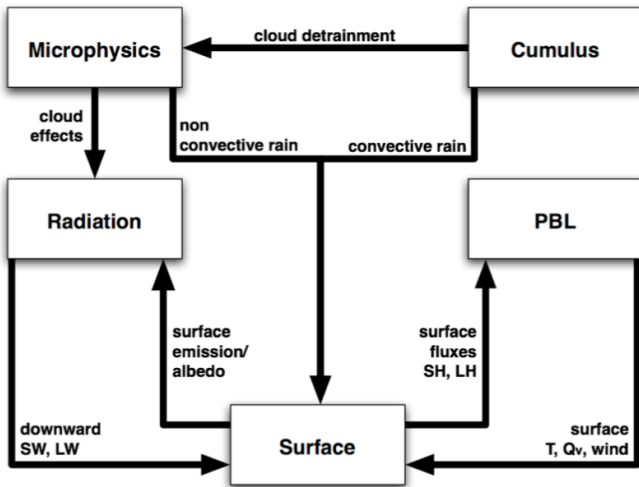 Microphysics
cloud detrainment
Cumulus
cloud
effects
non
convective rain
convective rain
Radiation
PBL
surface
emission/
albedo
surface
fluxes
SH, LH
downward
SW, LW
Surface
surface
T, Qv, wind